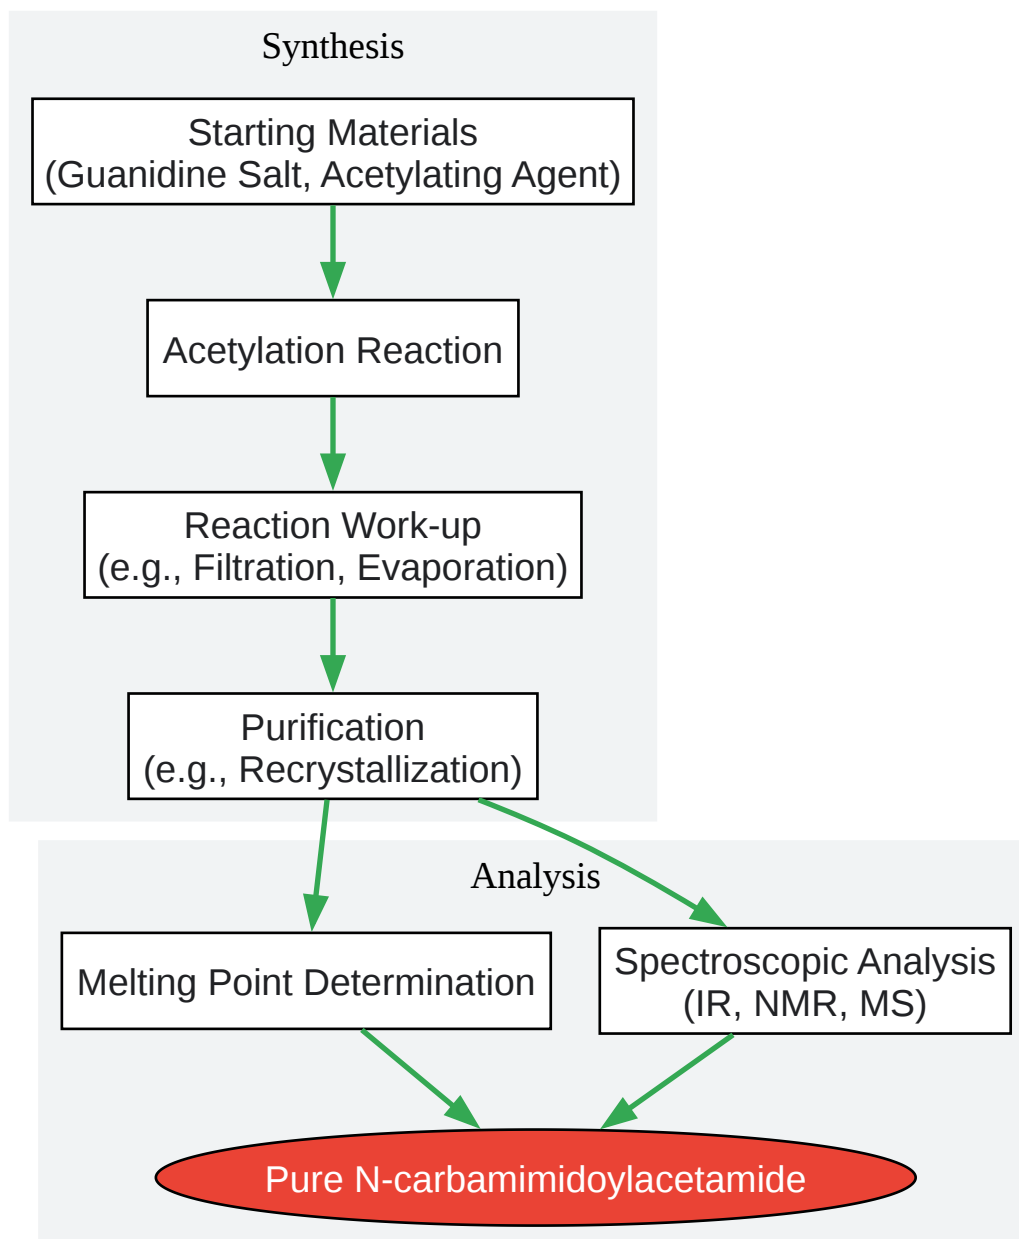 Synthesis
Starting Materials
(Guanidine Salt, Acetylating Agent)
Acetylation Reaction
Reaction Work-up
(e.g., Filtration, Evaporation)
Purification
(e.g., Recrystallization)
Analysis
Melting Point Determination
Spectroscopic Analysis
(IR, NMR, MS)
Pure N-carbamimidoylacetamide